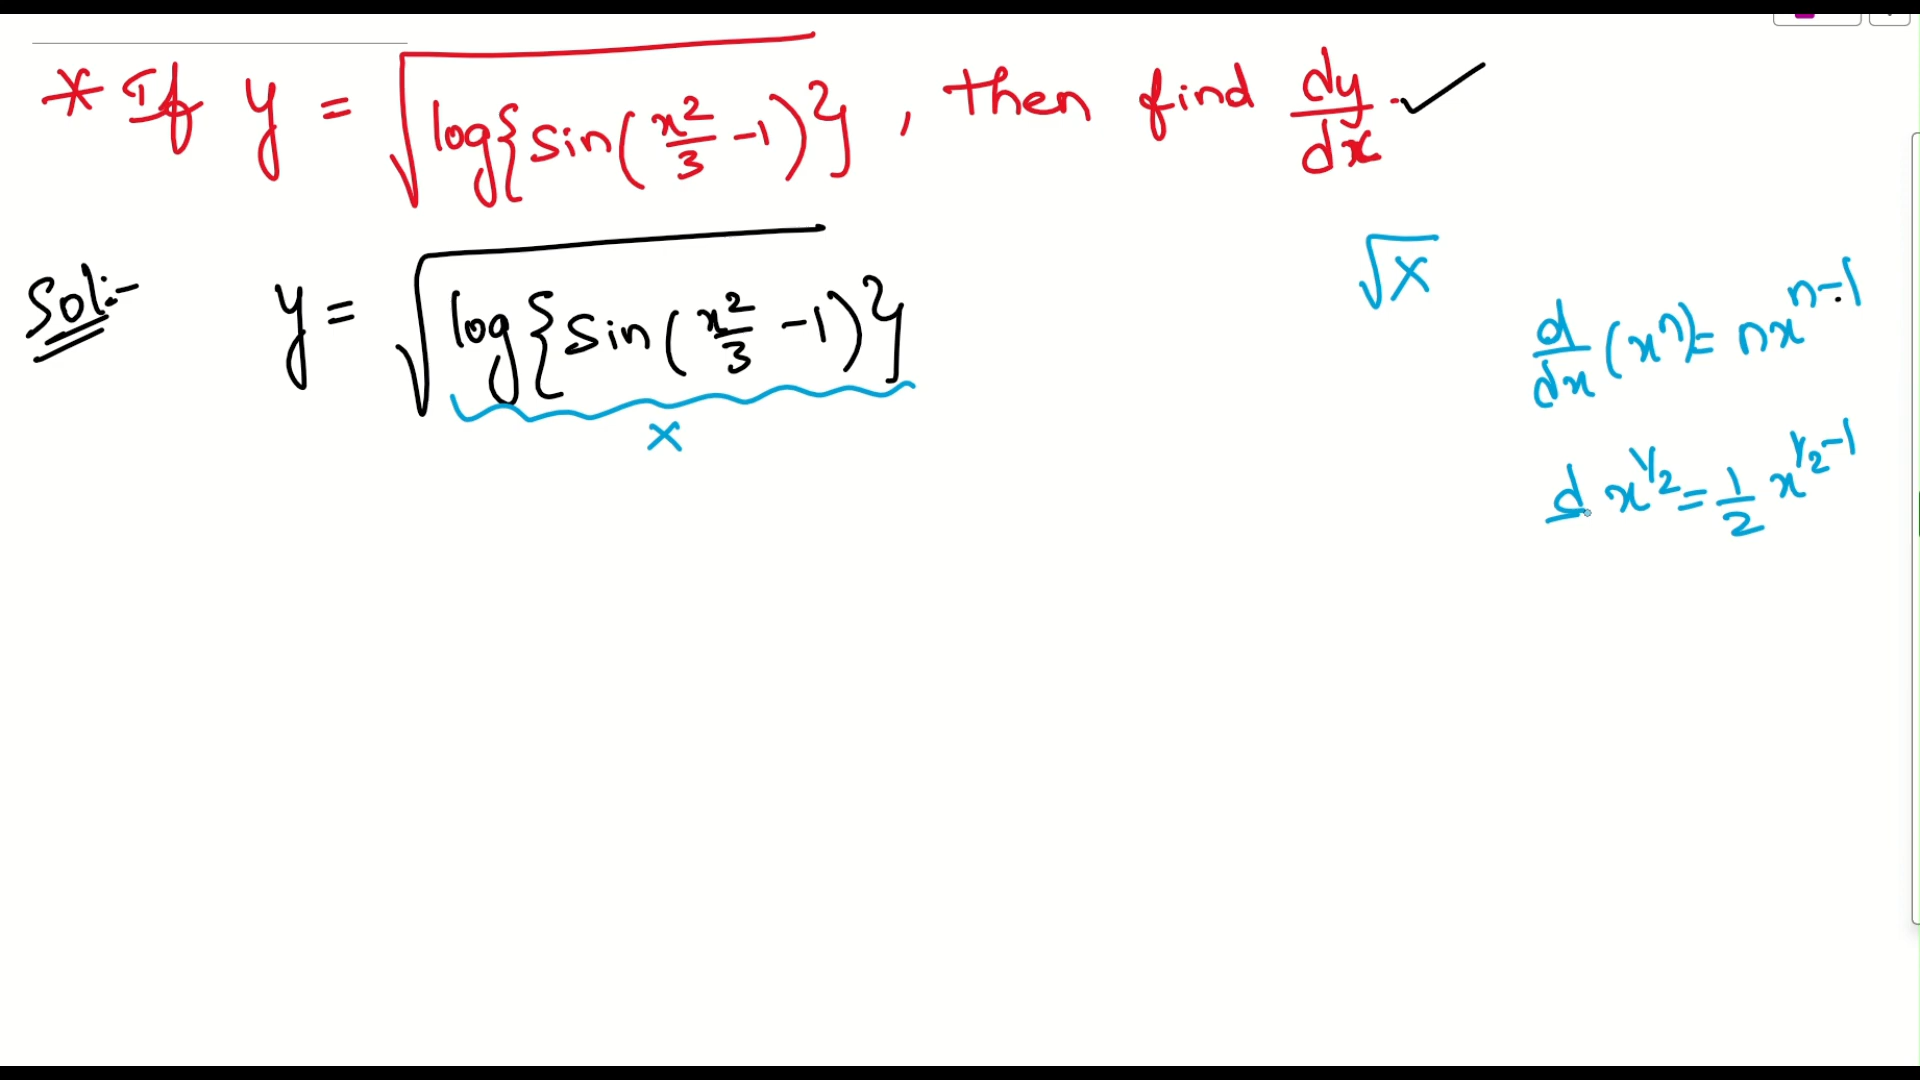 * If y = √log{sin(x²/3 -1)}, then find dy/dx.
Sol:- y = √log{sin(x²/3 -1)}
x
√x
d/dx (xⁿ) = nxⁿ⁻¹
d x^1/2 = 1/2 x^1/2-1